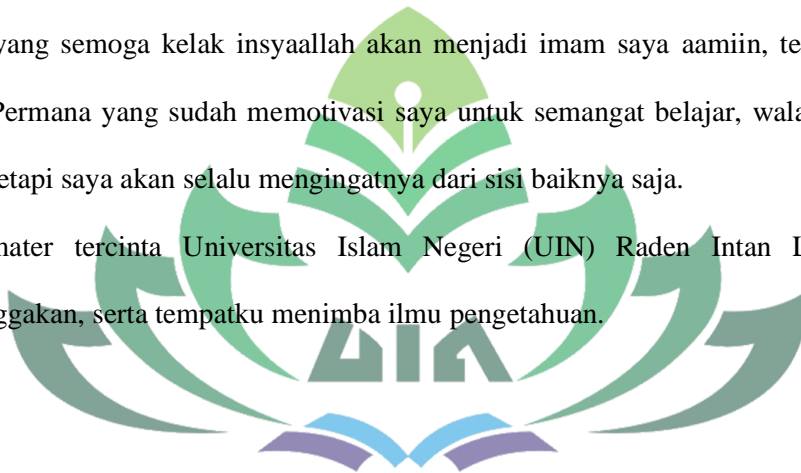 yang semoga kelak insyaallah akan menjadi imam saya aamiin, te
Permana yang sudah memotivasi saya untuk semangat belajar, wala
etapi saya akan selalu mengingatnya dari sisi baiknya saja.
mater tercinta Universitas Islam Negeri (UIN) Raden Intan L
ggakan, serta tempatku menimba ilmu pengetahuan.
UIN